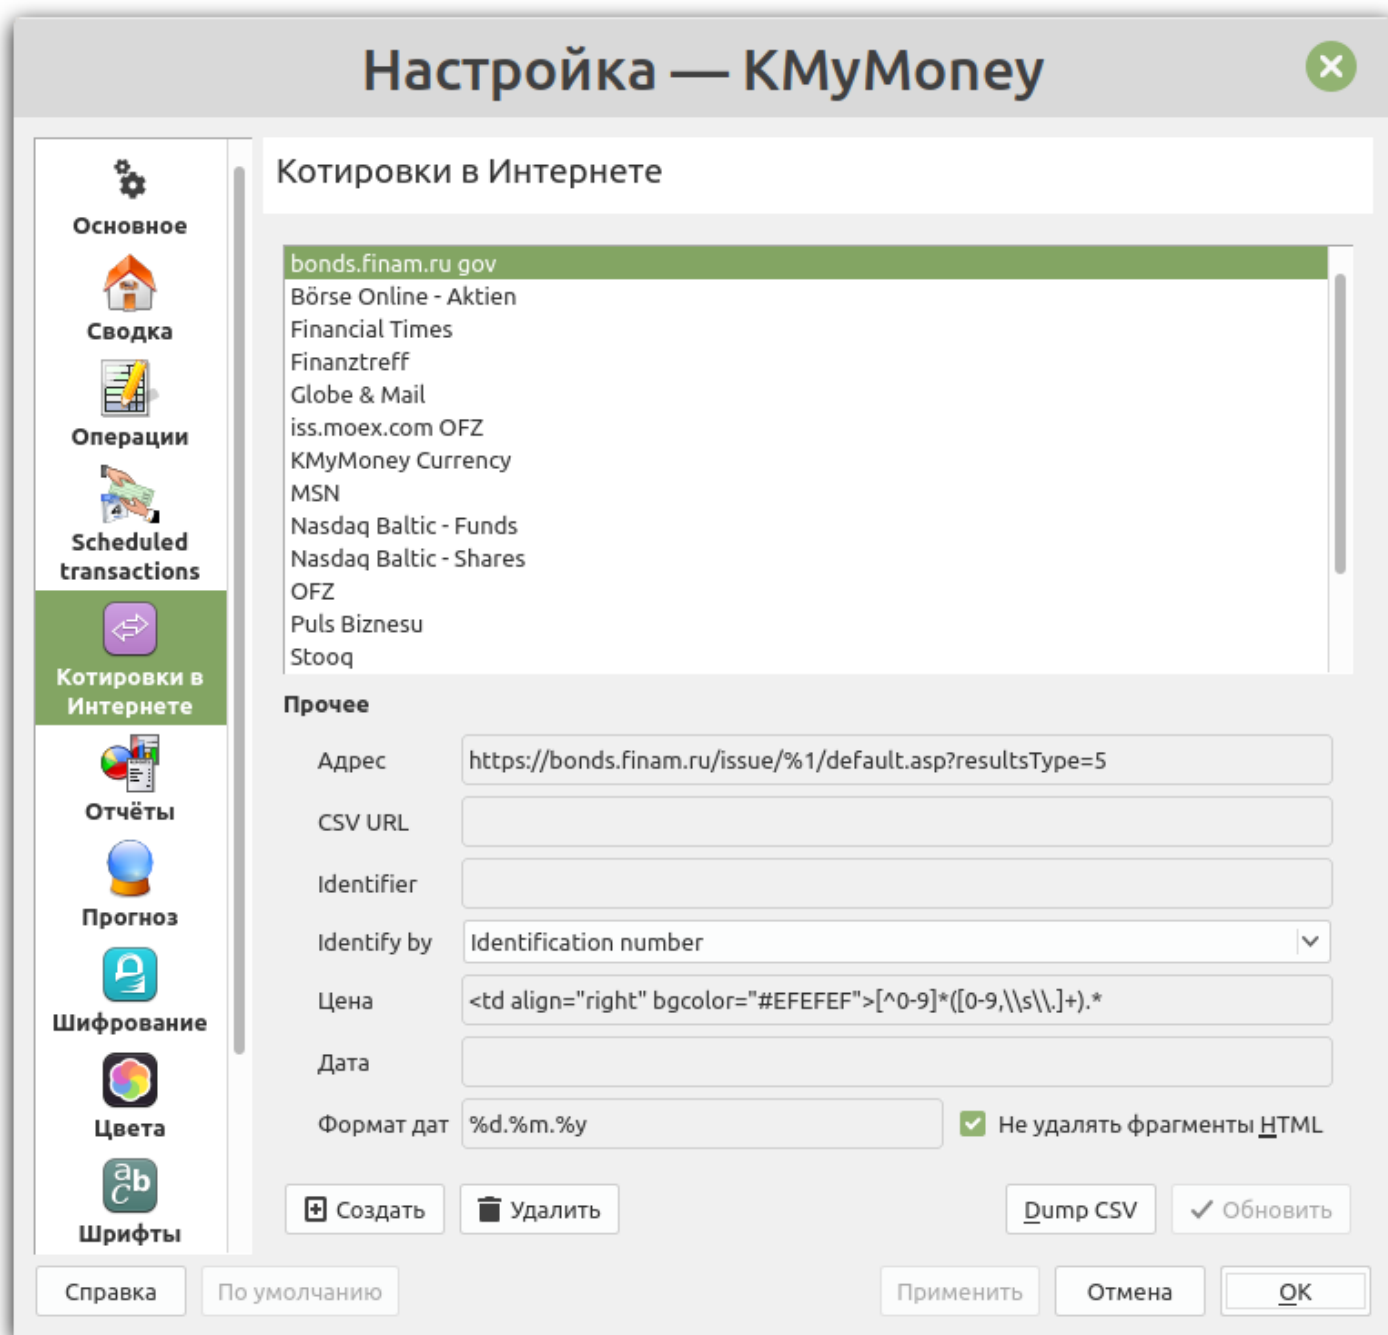 Настройка — KMyMoney
Основное
Сводка
Операции
Scheduled
transactions
Котировки в
Интернете
Отчёты
Прогноз
Шифрование
Цвета
Шрифты
Котировки в Интернете
bonds.finam.ru gov
Börse Online - Aktien
Financial Times
Finanztreff
Globe & Mail
iss.moex.com OFZ
KMyMoney Currency
MSN
Nasdaq Baltic - Funds
Nasdaq Baltic - Shares
OFZ
Puls Biznesu
Stooq
Прочее
Адрес https://bonds.finam.ru/issue/%1/default.asp?resultsType=5
CSV URL
Identifier
Identify by Identification number
Цена <td align="right" bgcolor="#EFEFEF">[^0-9]*([0-9,\\s\\.]+).*
Дата
Формат дат %d.%m.%y Не удалять фрагменты HTML
Создать Удалить Dump CSV Обновить
Справка По умолчанию Применить Отмена OK